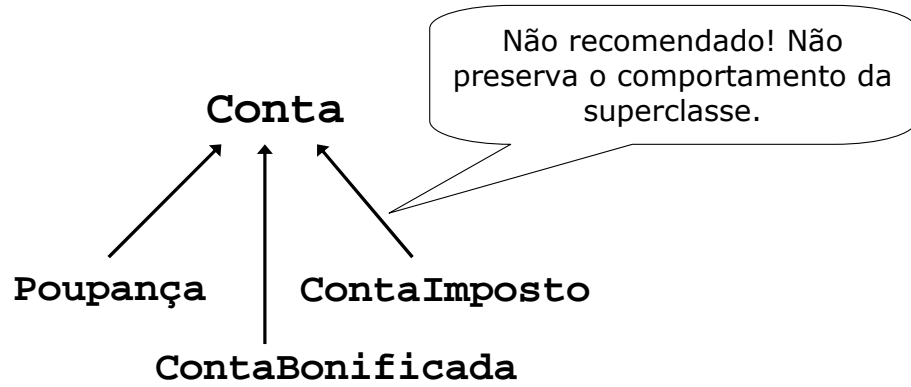 Não recomendado! Não
preserva o comportamento da
superclasse.
Conta
Poupança
ContaImposto
ContaBonificada